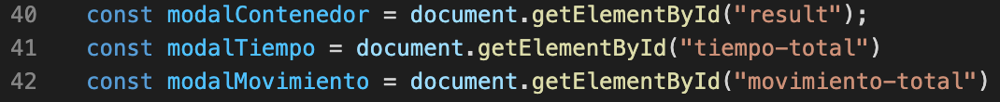 40 const modalContenedor = document.getElementById("result");
41 const modalTiempo = document.getElementById("tiempo-total")
42 const modalMovimiento = document.getElementById("movimiento-total")